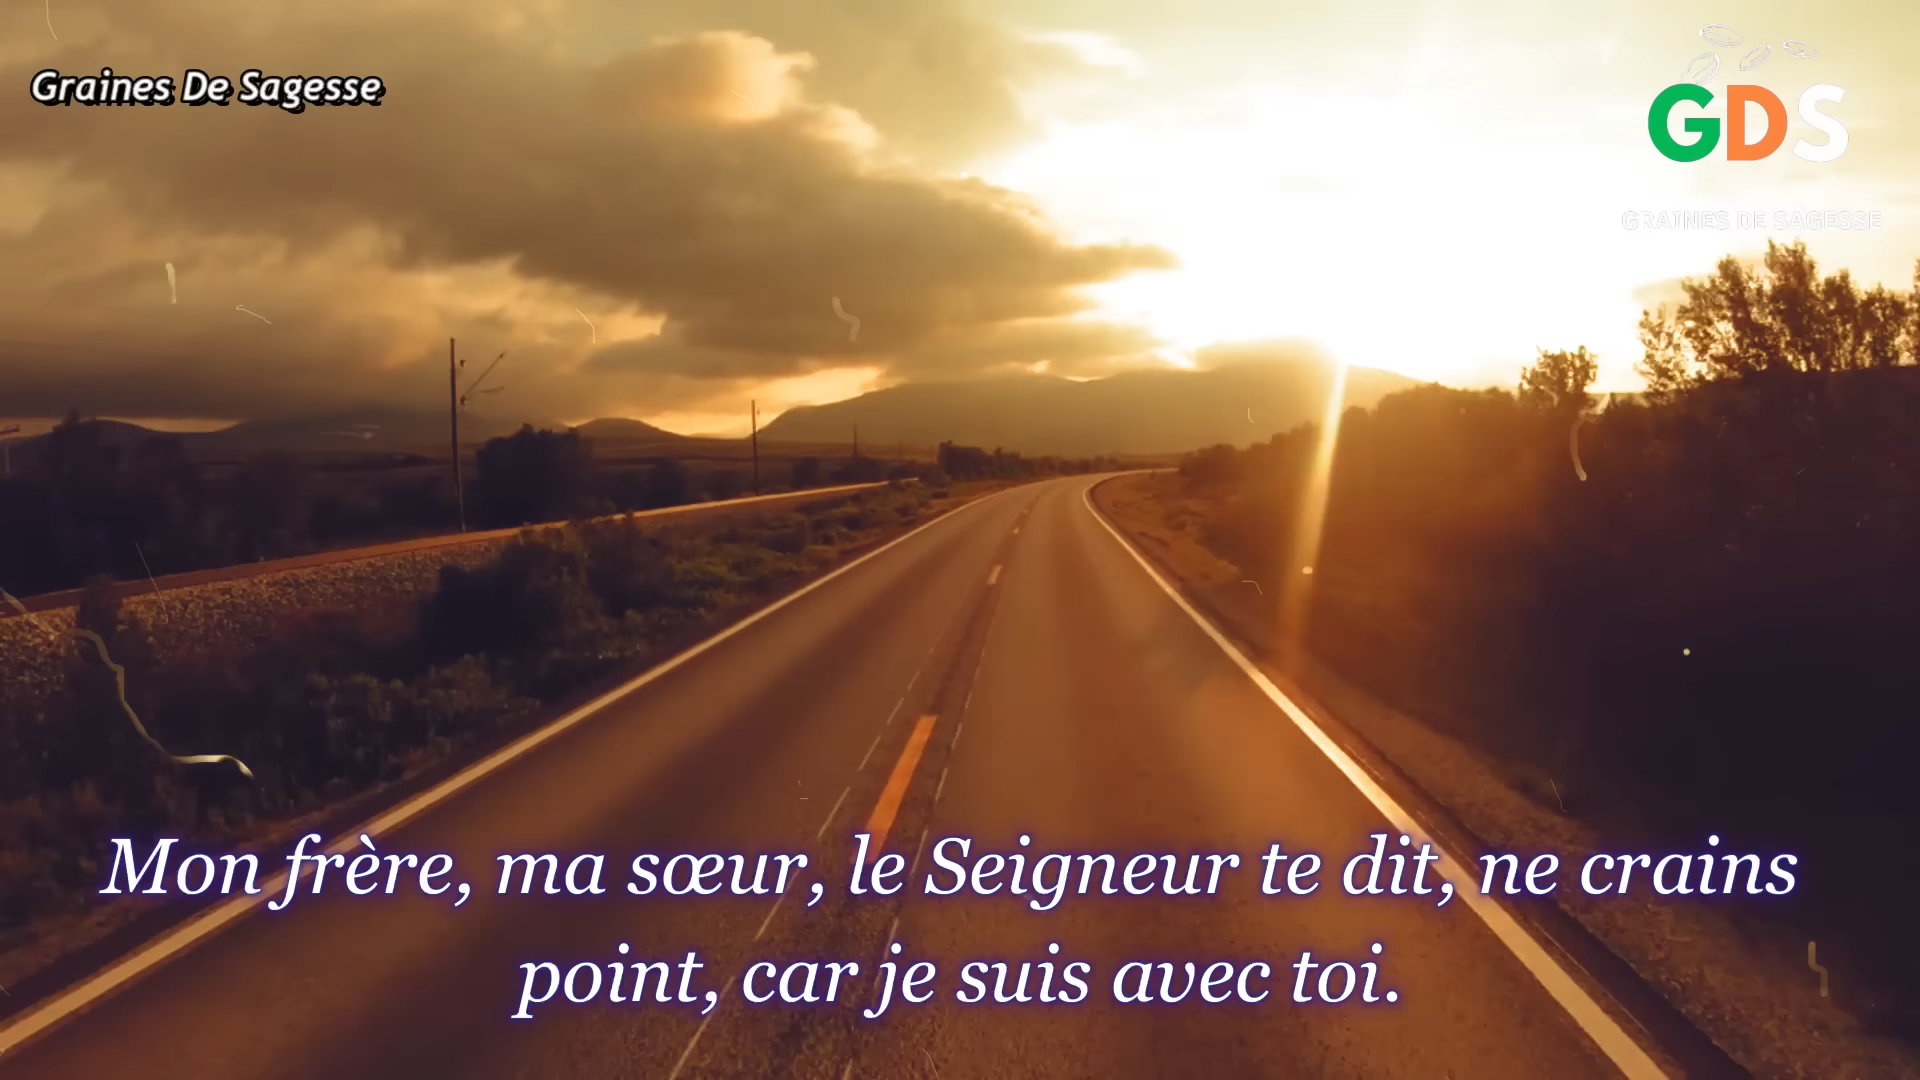 Graines De Sagesse
GDS
GRAINES DE SAGESSE
Mon frère, ma sœur, le Seigneur te dit, ne crains
point, car je suis avec toi.